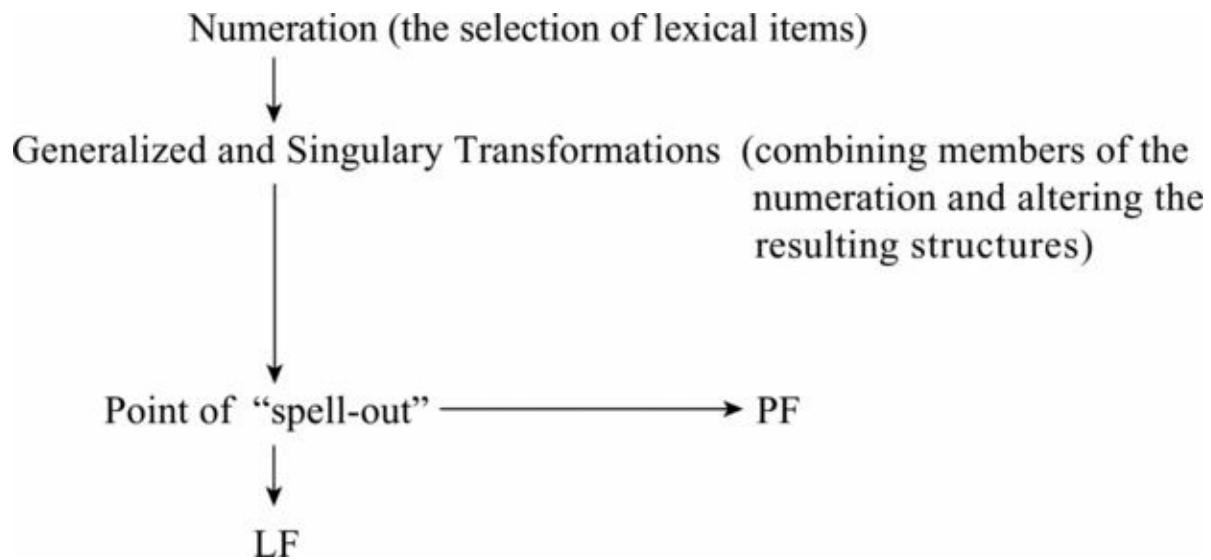 Numeration (the selection of lexical items)
Generalized and Singulary Transformations (combining members of the
numeration and altering the
resulting structures)
Point of “spell-out”
PF
LF